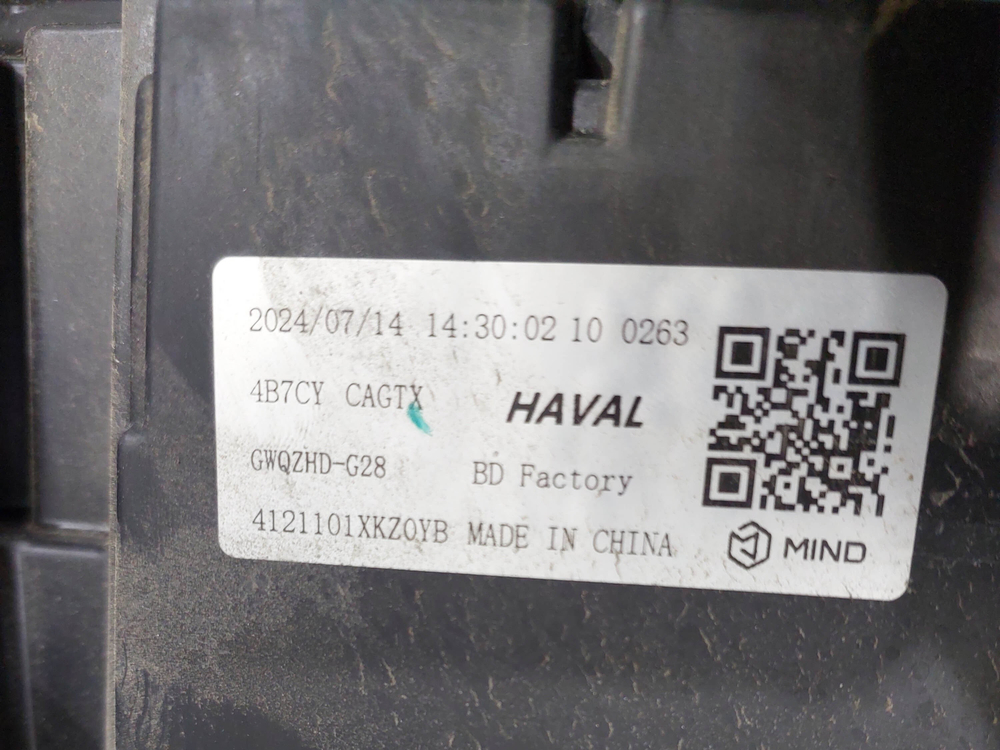 2024/07/14 14:30:02 10 0263
4B7CY CAGTX HAVAL
GWQZHD-G28 BD Factory
4121101XKZ0YB MADE IN CHINA
MIND